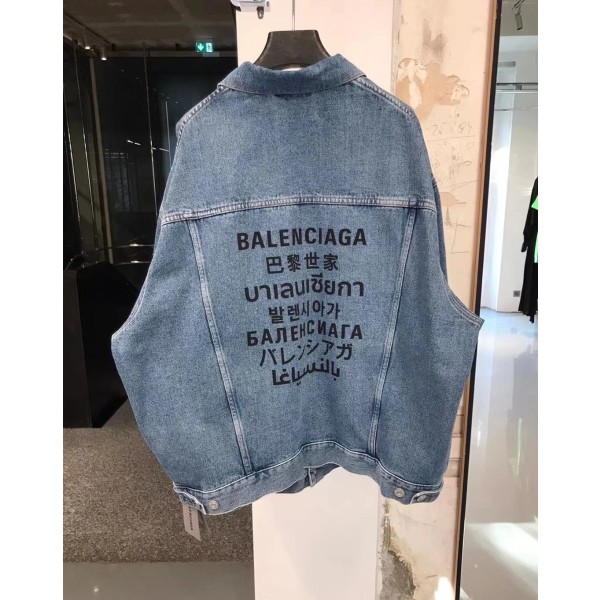 BALENCIAGA
巴黎世家
บาเลนเซียกา
발렌시아가
БАЛЕНСИАГА
バレンシアガ
بالنسياغا